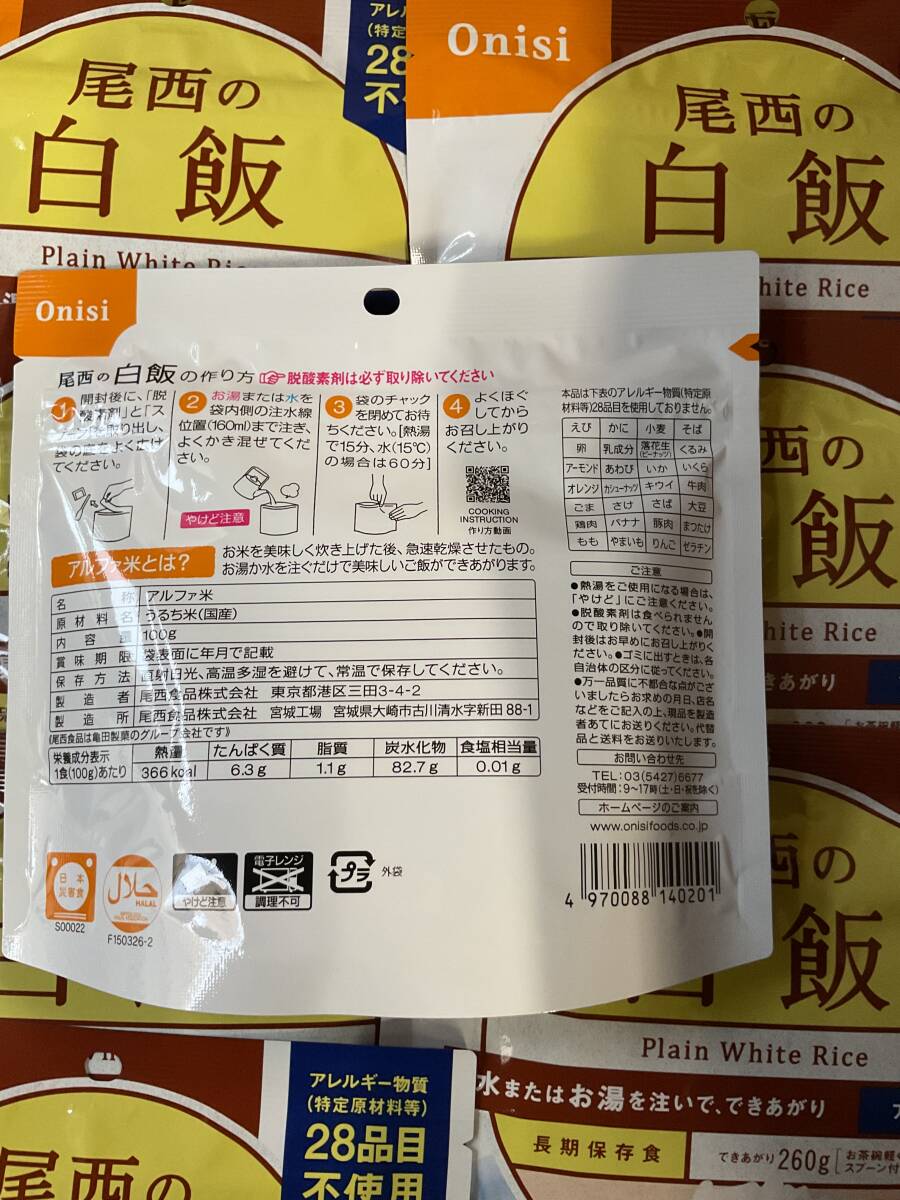 尾西の
白飯
Plain White
アレル
(特定
28
不
Onisi
尾西の
白飯
hite Rice
Onisi
尾西の白飯の作り方 脱酸素剤は必ず取り除いてください
1 開封後に、「脱
酸素剤」と「ス
取り出し、
てください。
2 お湯または水を
袋内側の注水線
位置(160ml)まで注ぎ、
よくかき混ぜてくだ
さい。
やけど注意
3 袋のチャック
を閉めてお待
ちください。[熱湯
で15分、水(15℃)
の場合は60分]
4 よくほぐ
してから
お召し上がり
ください。
COOKING
INSTRUCTION
作り方動画
アルファ米とは?
お米を美味しく炊き上げた後、急速乾燥させたもの。
お湯か水を注ぐだけで美味しいご飯ができあがります。
名称 アルファ米
原材料名 うるち米(国産)
内容量 100g
賞味期限 袋表面に年月で記載
保存方法 直射日光、高温多湿を避けて、常温で保存してください。
製造者 尾西食品株式会社 東京都港区三田3-4-2
製造所 尾西食品株式会社 宮城工場 宮城県大崎市古川清水字新田88-1
《尾西食品は亀田製菓のグループ会社です》
栄養成分表示
1食(100g)あたり
熱量 たんぱく質 脂質 炭水化物 食塩相当量
366kcal 6.3g 1.1g 82.7g 0.01g
日本
災害食
S00022
HALAL
F150326-2
やけど注意
電子レンジ
調理不可
プラ
外袋
本品は下表のアレルギー物質(特定原
材料等)28品目を使用しておりません。
えび かに 小麦 そば
卵 乳成分 落花生(ピーナッツ) くるみ
アーモンド あわび いか いくら
オレンジ カシューナッツ キウイ 牛肉
ごま さけ さば 大豆
鶏肉 バナナ 豚肉 まつたけ
もも やまいも りんご ゼラチン
ご注意
●熱湯をご使用になる場合は、
「やけど」にご注意ください。
●脱酸素剤は食べられません
ので取り除いてください。●開
封後はお早めにお召し上がりく
ださい。●ゴミに出すときは、各
自治体の区分に従ってください。
●万一品質に不都合な点がござ
いましたらお求めの月日、店名
などをご記入の上、現品を製造
者あてにお送りください。代替
品と送料をお送りいたします。
お問い合わせ先
TEL:03(5427)6677
受付時間:9~17時(土・日・祝を除く)
ホームページのご案内
www.onisifoods.co.jp
4 970088 140201
西の
飯
hite Rice
きあがり
西の
白飯
Plain White Rice
水またはお湯を注いで、できあがり
長期保存食
できあがり260g
お茶碗軽
スプーン付
アレルギー物質
(特定原材料等)
28品目
不使用
尾西の